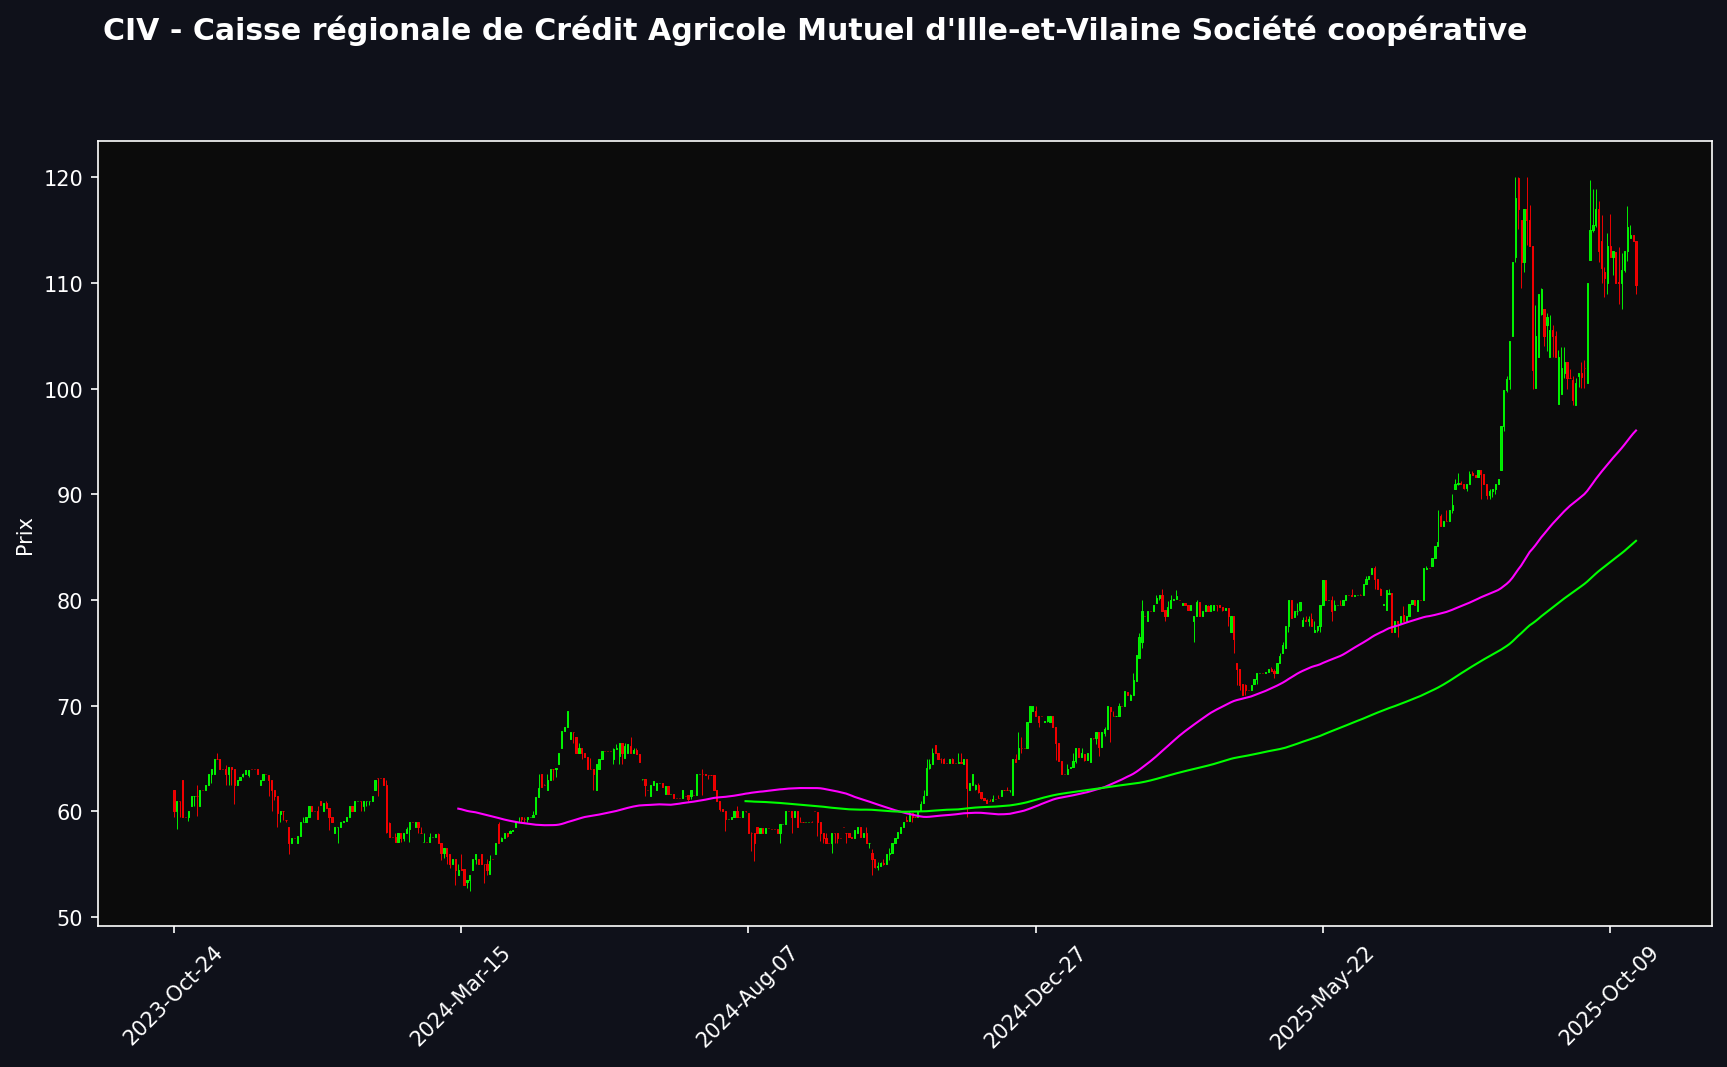 CIV - Caisse régionale de Crédit Agricole Mutuel d'Ille-et-Vilaine Société coopérative
Prix
120
110
100
90
80
70
60
50
2023-Oct-24
2024-Mar-15
2024-Aug-07
2024-Dec-27
2025-May-22
2025-Oct-09